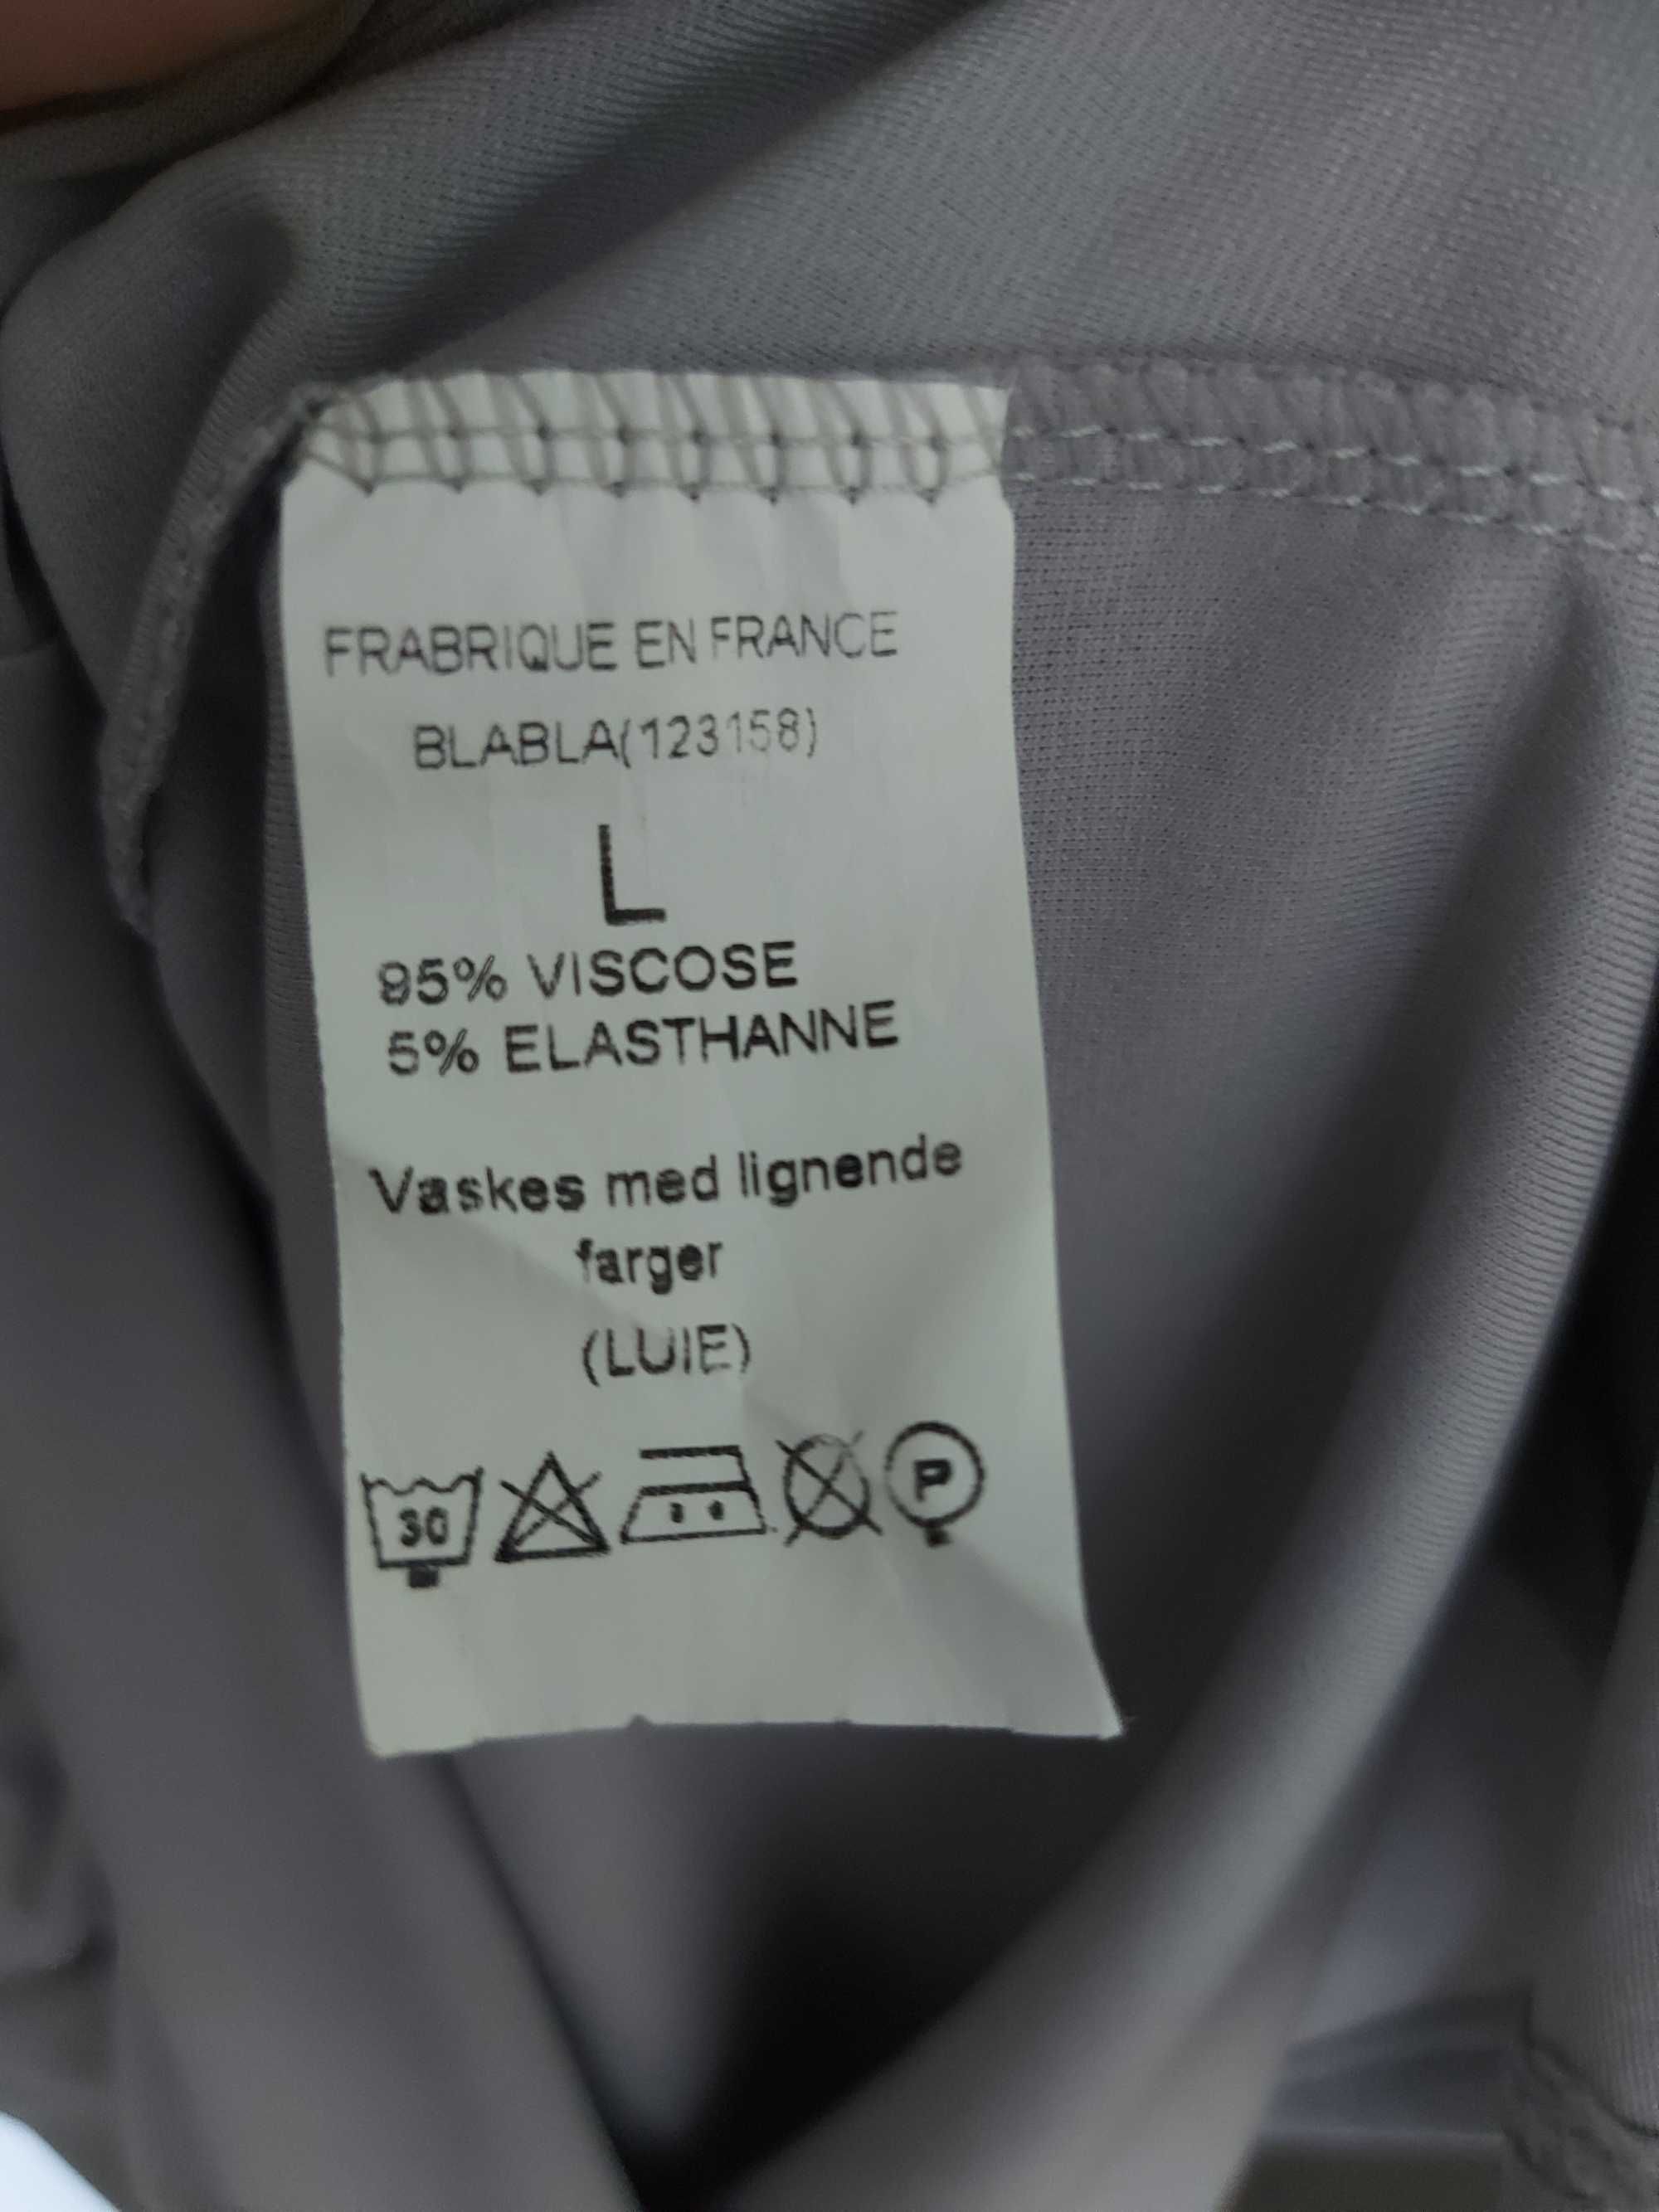 FRABRIQUE EN FRANCE
BLABLA(123158)
L
95% VISCOSE
5% ELASTHANNE
Vaskes med lignende
farger
(LUIE)
30
P